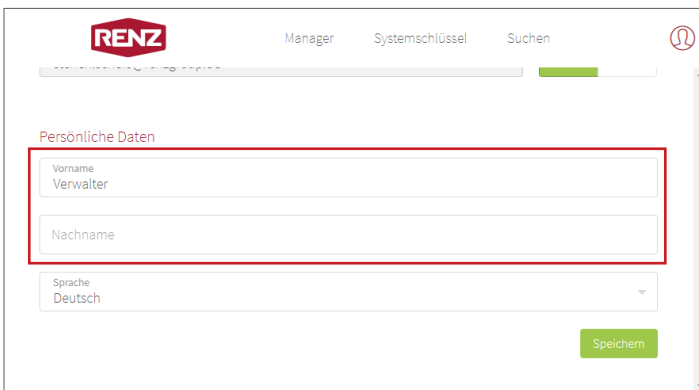 RENZ
Manager Systemschlüssel Suchen
Persönliche Daten
Vorname
Verwalter
Nachname
Sprache
Deutsch
Speichern